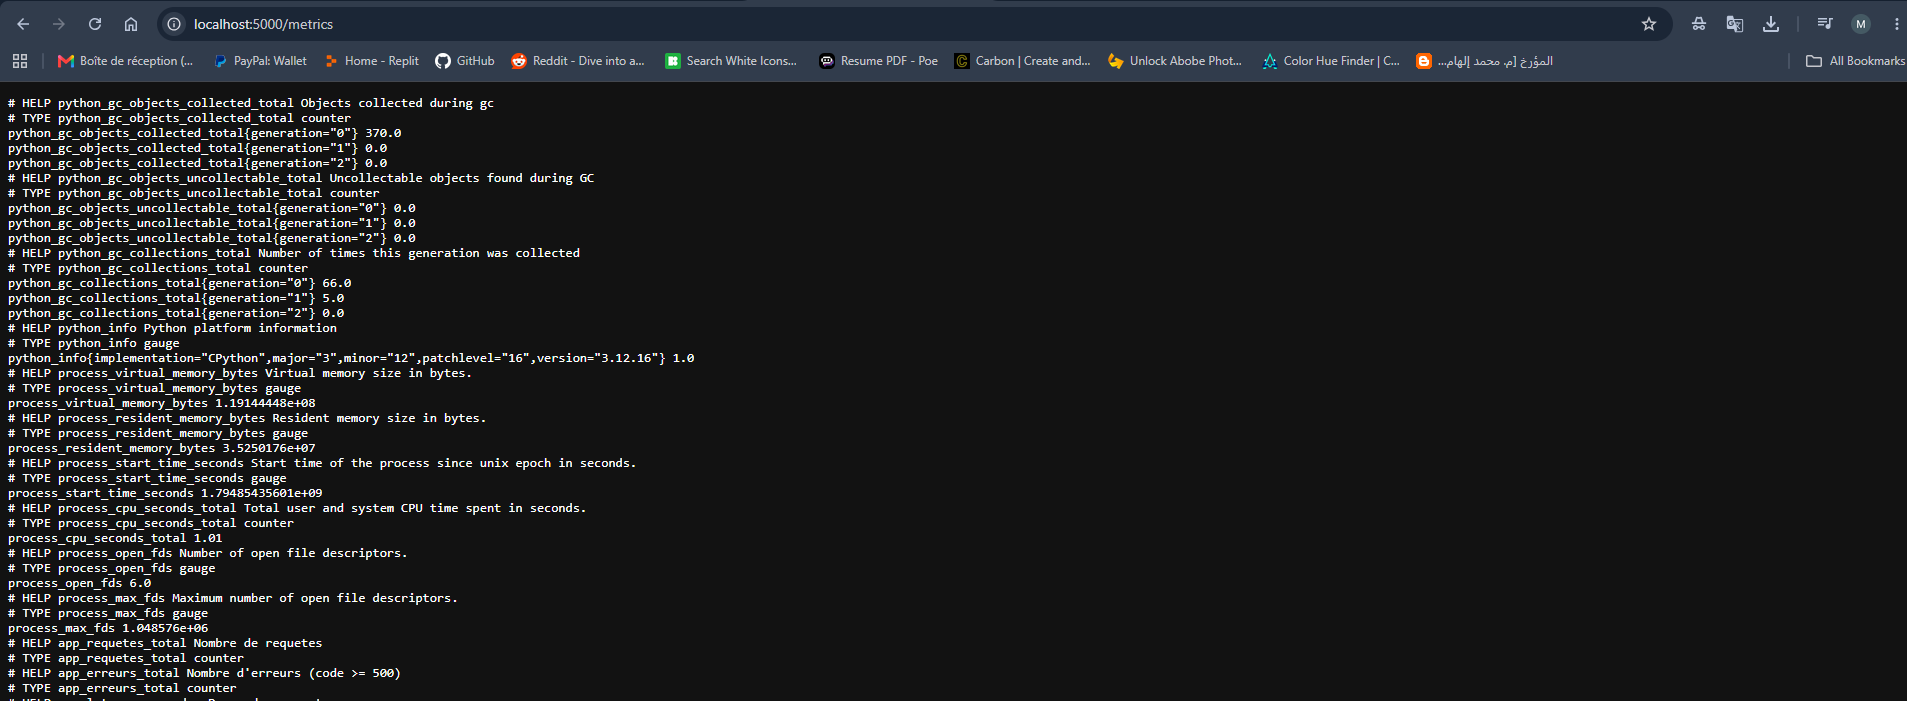 localhost:5000/metrics
M
Boîte de réception (...
PayPal: Wallet
Home - Replit
GitHub
Reddit - Dive into a...
Search White Icons...
Resume PDF - Poe
Carbon | Create and...
Unlock Abobe Phot...
Color Hue Finder | C...
المؤرخ [م. محمد إلهام...
All Bookmarks
# HELP python_gc_objects_collected_total Objects collected during gc
# TYPE python_gc_objects_collected_total counter
python_gc_objects_collected_total{generation="0"} 370.0
python_gc_objects_collected_total{generation="1"} 0.0
python_gc_objects_collected_total{generation="2"} 0.0
# HELP python_gc_objects_uncollectable_total Uncollectable objects found during GC
# TYPE python_gc_objects_uncollectable_total counter
python_gc_objects_uncollectable_total{generation="0"} 0.0
python_gc_objects_uncollectable_total{generation="1"} 0.0
python_gc_objects_uncollectable_total{generation="2"} 0.0
# HELP python_gc_collections_total Number of times this generation was collected
# TYPE python_gc_collections_total counter
python_gc_collections_total{generation="0"} 66.0
python_gc_collections_total{generation="1"} 5.0
python_gc_collections_total{generation="2"} 0.0
# HELP python_info Python platform information
# TYPE python_info gauge
python_info{implementation="CPython",major="3",minor="12",patchlevel="16",version="3.12.16"} 1.0
# HELP process_virtual_memory_bytes Virtual memory size in bytes.
# TYPE process_virtual_memory_bytes gauge
process_virtual_memory_bytes 1.19144448e+08
# HELP process_resident_memory_bytes Resident memory size in bytes.
# TYPE process_resident_memory_bytes gauge
process_resident_memory_bytes 3.5250176e+07
# HELP process_start_time_seconds Start time of the process since unix epoch in seconds.
# TYPE process_start_time_seconds gauge
process_start_time_seconds 1.79485435601e+09
# HELP process_cpu_seconds_total Total user and system CPU time spent in seconds.
# TYPE process_cpu_seconds_total counter
process_cpu_seconds_total 1.01
# HELP process_open_fds Number of open file descriptors.
# TYPE process_open_fds gauge
process_open_fds 6.0
# HELP process_max_fds Maximum number of open file descriptors.
# TYPE process_max_fds gauge
process_max_fds 1.048576e+06
# HELP app_requetes_total Nombre de requetes
# TYPE app_requetes_total counter
# HELP app_erreurs_total Nombre d'erreurs (code >= 500)
# TYPE app_erreurs_total counter